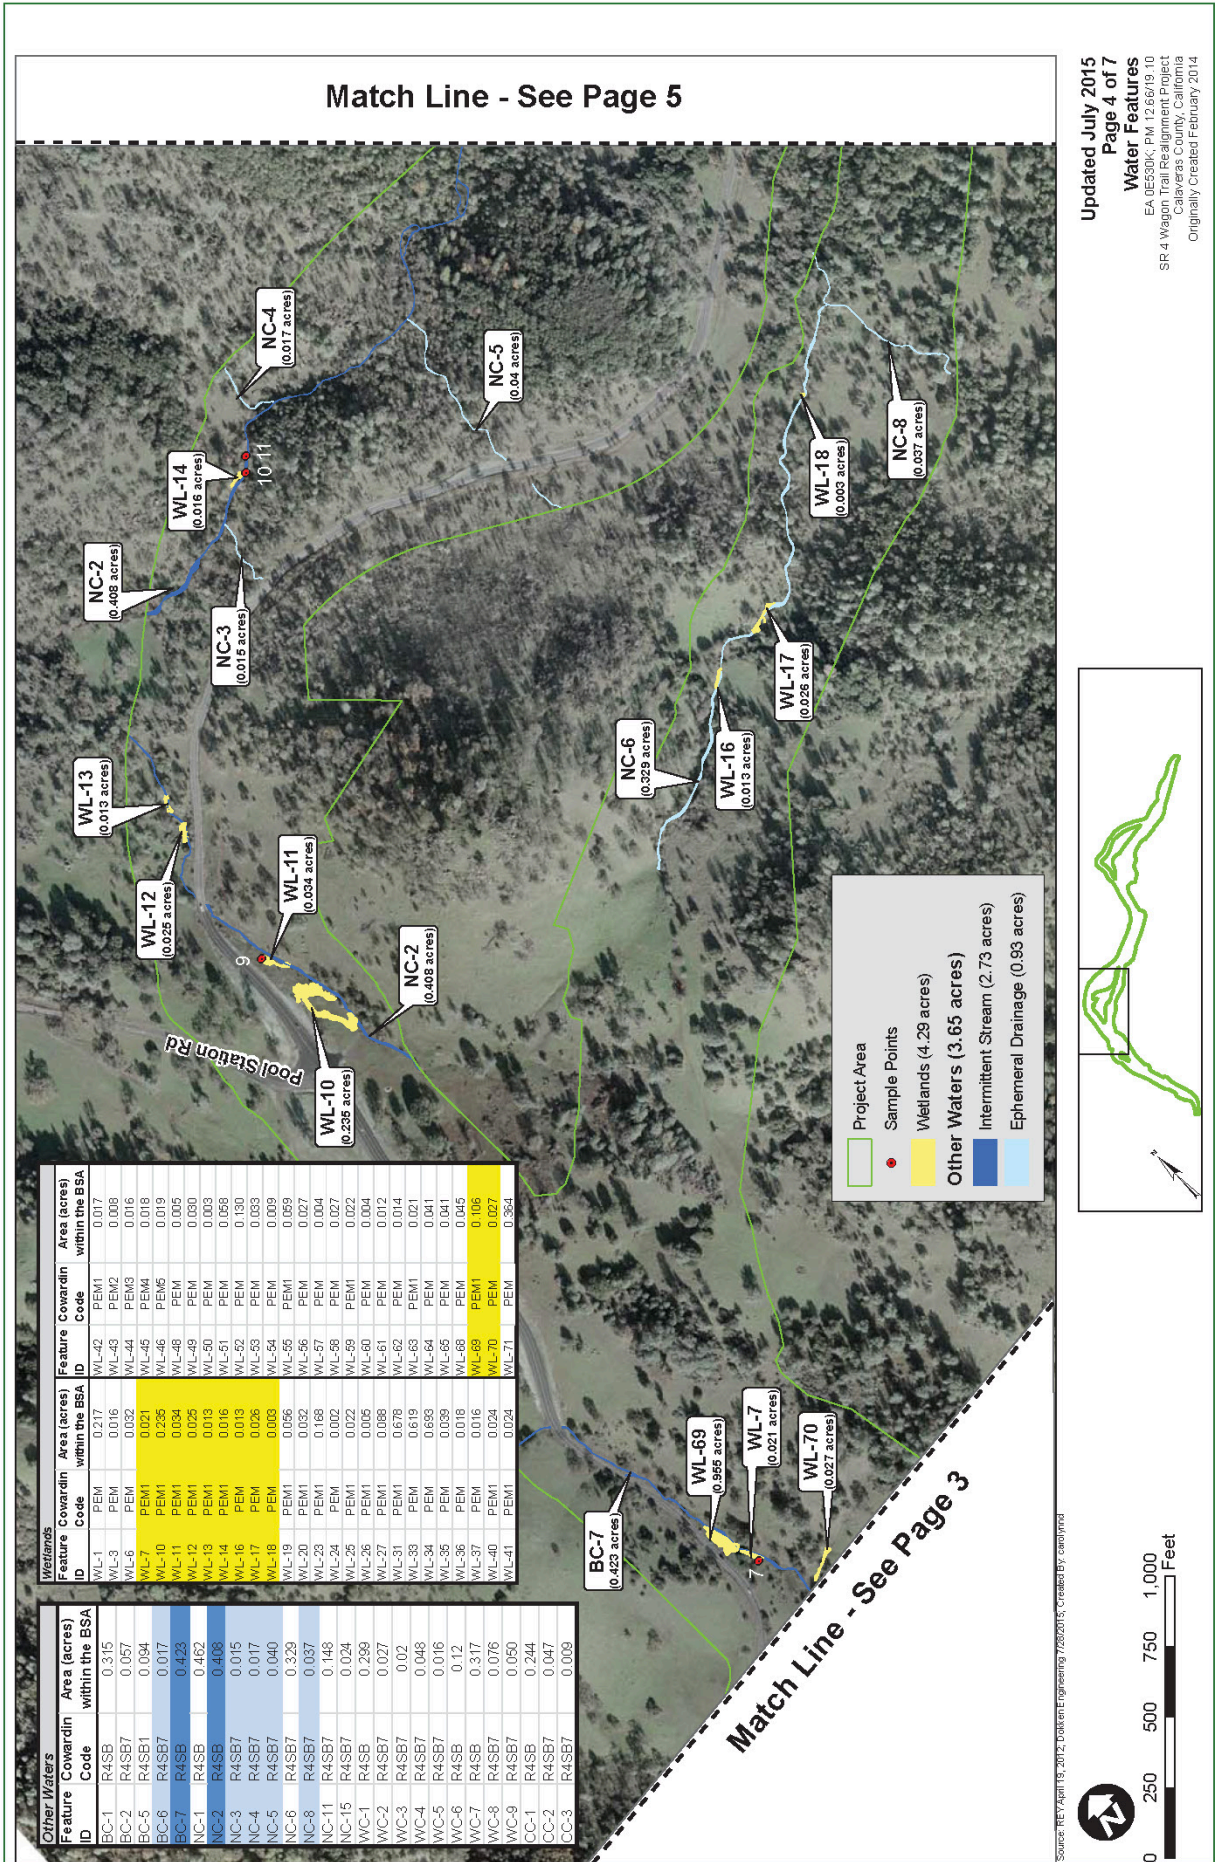 Match Line - See Page 5
Updated July 2015
Page 4 of 7
Water Features
EA 0E530K; PM 12.66/19.10
SR 4 Wagon Trail Realignment Project
Calaveras County, California
Originally Created February 2014
NC-4
(0.017 acres)
NC-5
(0.04 acres)
WL-14
(0.016 acres)
10 11
NC-2
(0.408 acres)
NC-3
(0.015 acres)
WL-18
(0.003 acres)
NC-8
(0.037 acres)
WL-13
(0.013 acres)
WL-12
(0.025 acres)
WL-11
(0.034 acres)
9
NC-2
(0.408 acres)
WL-10
(0.235 acres)
Pool Station Rd
NC-6
(0.329 acres)
WL-16
(0.013 acres)
WL-17
(0.026 acres)
Project Area
Sample Points
Wetlands (4.29 acres)
Other Waters (3.65 acres)
Intermittent Stream (2.73 acres)
Ephemeral Drainage (0.93 acres)
BC-7
(0.423 acres)
WL-69
(0.955 acres)
WL-7
(0.021 acres)
7
WL-70
(0.027 acres)
Match Line - See Page 3
Wetlands
Feature ID Cowardin Code Area (acres) within the BSA Feature ID Cowardin Code Area (acres) within the BSA
WL-1 PEM 0.217 WL-42 PEM1 0.017
WL-3 PEM 0.016 WL-43 PEM2 0.008
WL-6 PEM 0.032 WL-44 PEM3 0.016
WL-7 PEM1 0.021 WL-45 PEM4 0.018
WL-10 PEM1 0.235 WL-46 PEM5 0.019
WL-11 PEM1 0.034 WL-48 PEM 0.005
WL-12 PEM1 0.025 WL-49 PEM 0.030
WL-13 PEM1 0.013 WL-50 PEM 0.003
WL-14 PEM1 0.016 WL-51 PEM 0.058
WL-16 PEM 0.013 WL-52 PEM .130
WL-17 PEM 0.026 WL-53 PEM 0.033
WL-18 PEM 0.003 WL-54 PEM 0.009
WL-19 PEM1 0.056 WL-55 PEM1 0.059
WL-20 PEM1 0.032 WL-56 PEM 0.027
WL-23 PEM1 0.168 WL-57 PEM 0.004
WL-24 PEM 0.002 WL-58 PEM 0.027
WL-25 PEM1 0.022 WL-59 PEM1 0.022
WL-26 PEM1 0.005 WL-60 PEM 0.004
WL-27 PEM1 0.088 WL-61 PEM 0.012
WL-31 PEM1 0.678 WL-62 PEM 0.014
WL-33 PEM 0.619 WL-63 PEM1 0.021
WL-34 PEM 0.693 WL-64 PEM 0.041
WL-35 PEM 0.039 WL-65 PEM 0.041
WL-36 PEM 0.018 WL-68 PEM 0.045
WL-37 PEM 0.016 WL-69 PEM1 0.106
WL-40 PEM1 0.024 WL-70 PEM 0.027
WL-41 PEM1 0.024 WL-71 PEM 0.364
Other Waters
Feature ID Cowardin Code Area (acres) within the BSA
BC-1 R4SB 0.315
BC-2 R4SB7 0.057
BC-5 R4SB1 0.094
BC-6 R4SB7 0.017
BC-7 R4SB 0.423
NC-1 R4SB 0.462
NC-2 R4SB 0.408
NC-3 R4SB7 0.015
NC-4 R4SB7 0.017
NC-5 R4SB7 0.040
NC-6 R4SB7 0.329
NC-8 R4SB7 0.037
NC-11 R4SB7 0.148
NC-15 R4SB7 0.024
WC-1 R4SB 0.299
WC-2 R4SB7 0.027
WC-3 R4SB7 0.02
WC-4 R4SB7 0.048
WC-5 R4SB7 0.016
WC-6 R4SB 0.12
WC-7 R4SB 0.317
WC-8 R4SB7 0.076
WC-9 R4SB7 0.050
CC-1 R4SB 0.244
CC-2 R4SB7 0.047
CC-3 R4SB7 0.009
Source: REY April 19, 2012; Dokken Engineering 7/28/2015; Created By: carolynnd
N
0 250 500 750 1,000
Feet